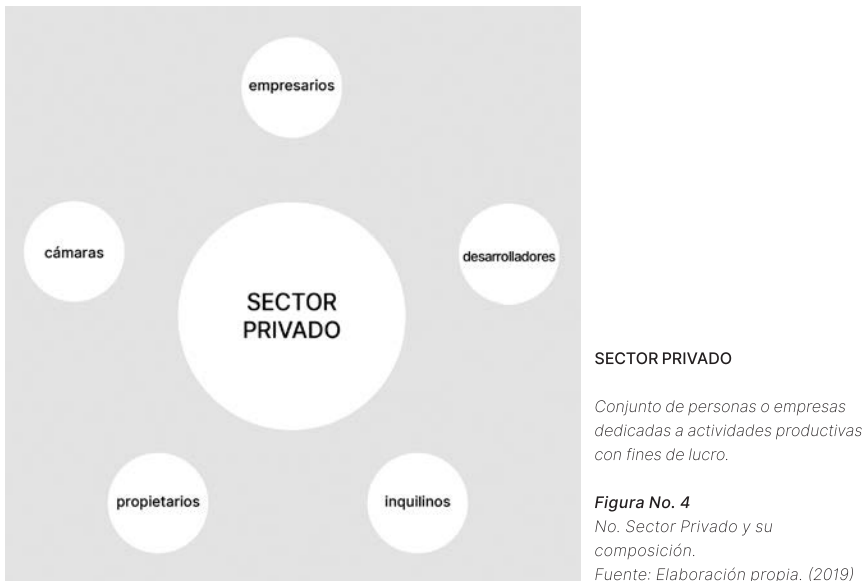 empresarios
cámaras
desarrolladores
SECTOR
PRIVADO
propietarios
inquilinos
SECTOR PRIVADO
Conjunto de personas o empresas
dedicadas a actividades productivas
con fines de lucro.
Figura No. 4
No. Sector Privado y su
composición.
Fuente: Elaboración propia. (2019)